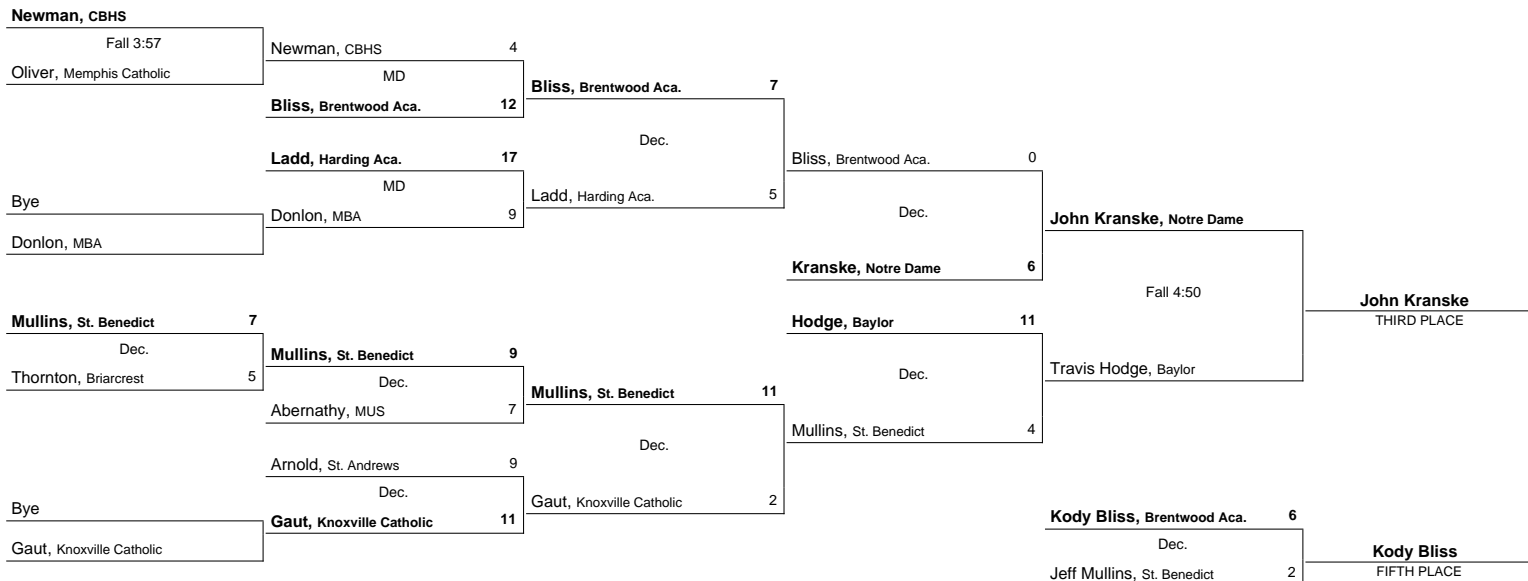 Newman, CBHS
Fall 3:57
Oliver, Memphis Catholic
Bye
Donlon, MBA
Mullins, St. Benedict 7
Dec.
Thornton, Briarcrest 5
Bye
Gaut, Knoxville Catholic
Newman, CBHS 4
MD
Bliss, Brentwood Aca. 12
Ladd, Harding Aca. 17
MD
Donlon, MBA 9
Mullins, St. Benedict 9
Dec.
Abernathy, MUS 7
Arnold, St. Andrews 9
Dec.
Gaut, Knoxville Catholic 11
Bliss, Brentwood Aca. 7
Dec.
Ladd, Harding Aca. 5
Mullins, St. Benedict 11
Dec.
Gaut, Knoxville Catholic 2
Bliss, Brentwood Aca. 0
Dec.
Kranske, Notre Dame 6
Hodge, Baylor 11
Dec.
Mullins, St. Benedict 4
John Kranske, Notre Dame
Fall 4:50
Travis Hodge, Baylor
John Kranske
THIRD PLACE
Kody Bliss, Brentwood Aca. 6
Dec.
Jeff Mullins, St. Benedict 2
Kody Bliss
FIFTH PLACE